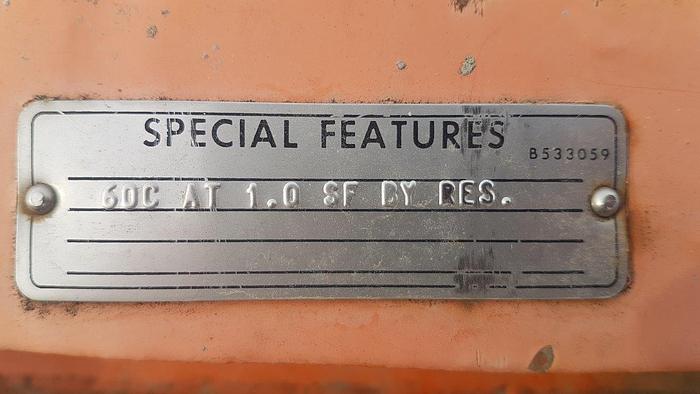 SPECIAL FEATURES
B533059
60C AT 1.0 SF BY RES.